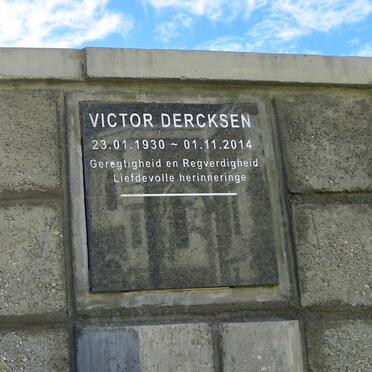 VICTOR DERCKSEN
23.01.1930 ~ 01.11.2014
Geregtigheid en Regverdigheid
Liefdevolle herinneringe